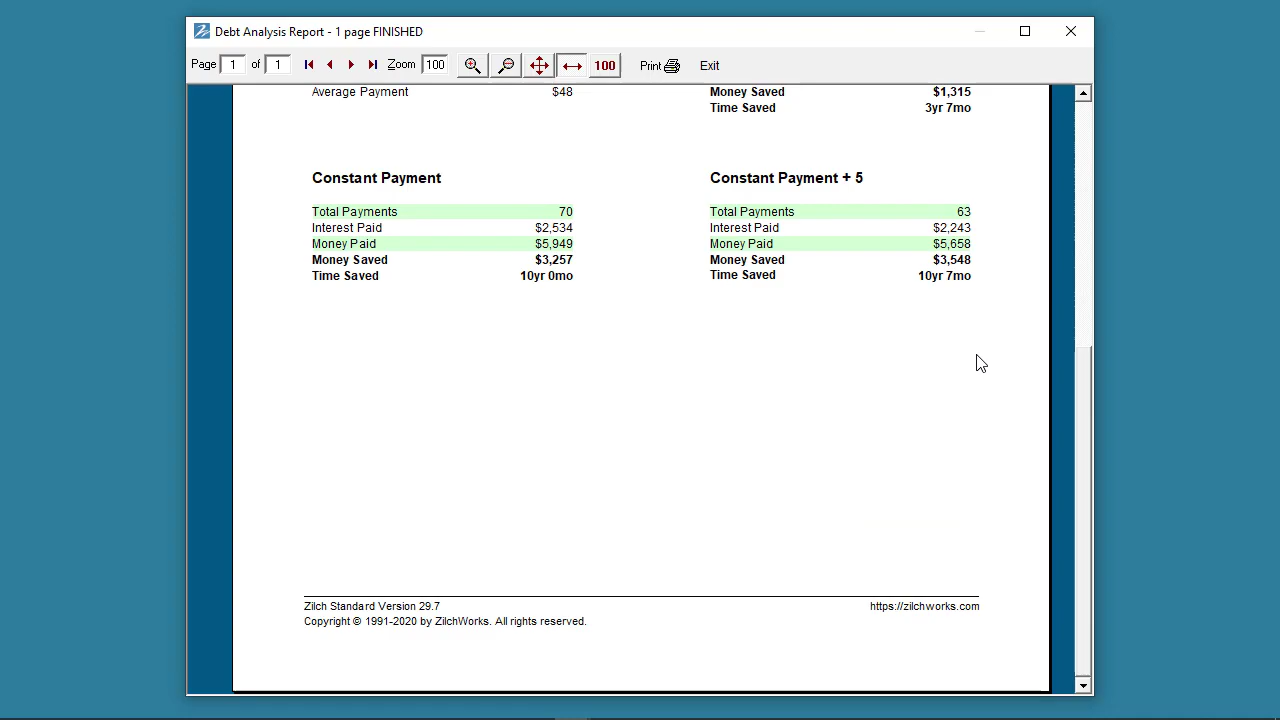 Debt Analysis Report - 1 page FINISHED
Page 1 of 1 Zoom 100 100 Print Exit
Average Payment $48
Money Saved $1,315
Time Saved 3yr 7mo
Constant Payment
Total Payments 70
Interest Paid $2,534
Money Paid $5,949
Money Saved $3,257
Time Saved 10yr 0mo
Constant Payment + 5
Total Payments 63
Interest Paid $2,243
Money Paid $5,658
Money Saved $3,548
Time Saved 10yr 7mo
Zilch Standard Version 29.7 https://zilchworks.com
Copyright © 1991-2020 by ZilchWorks. All rights reserved.